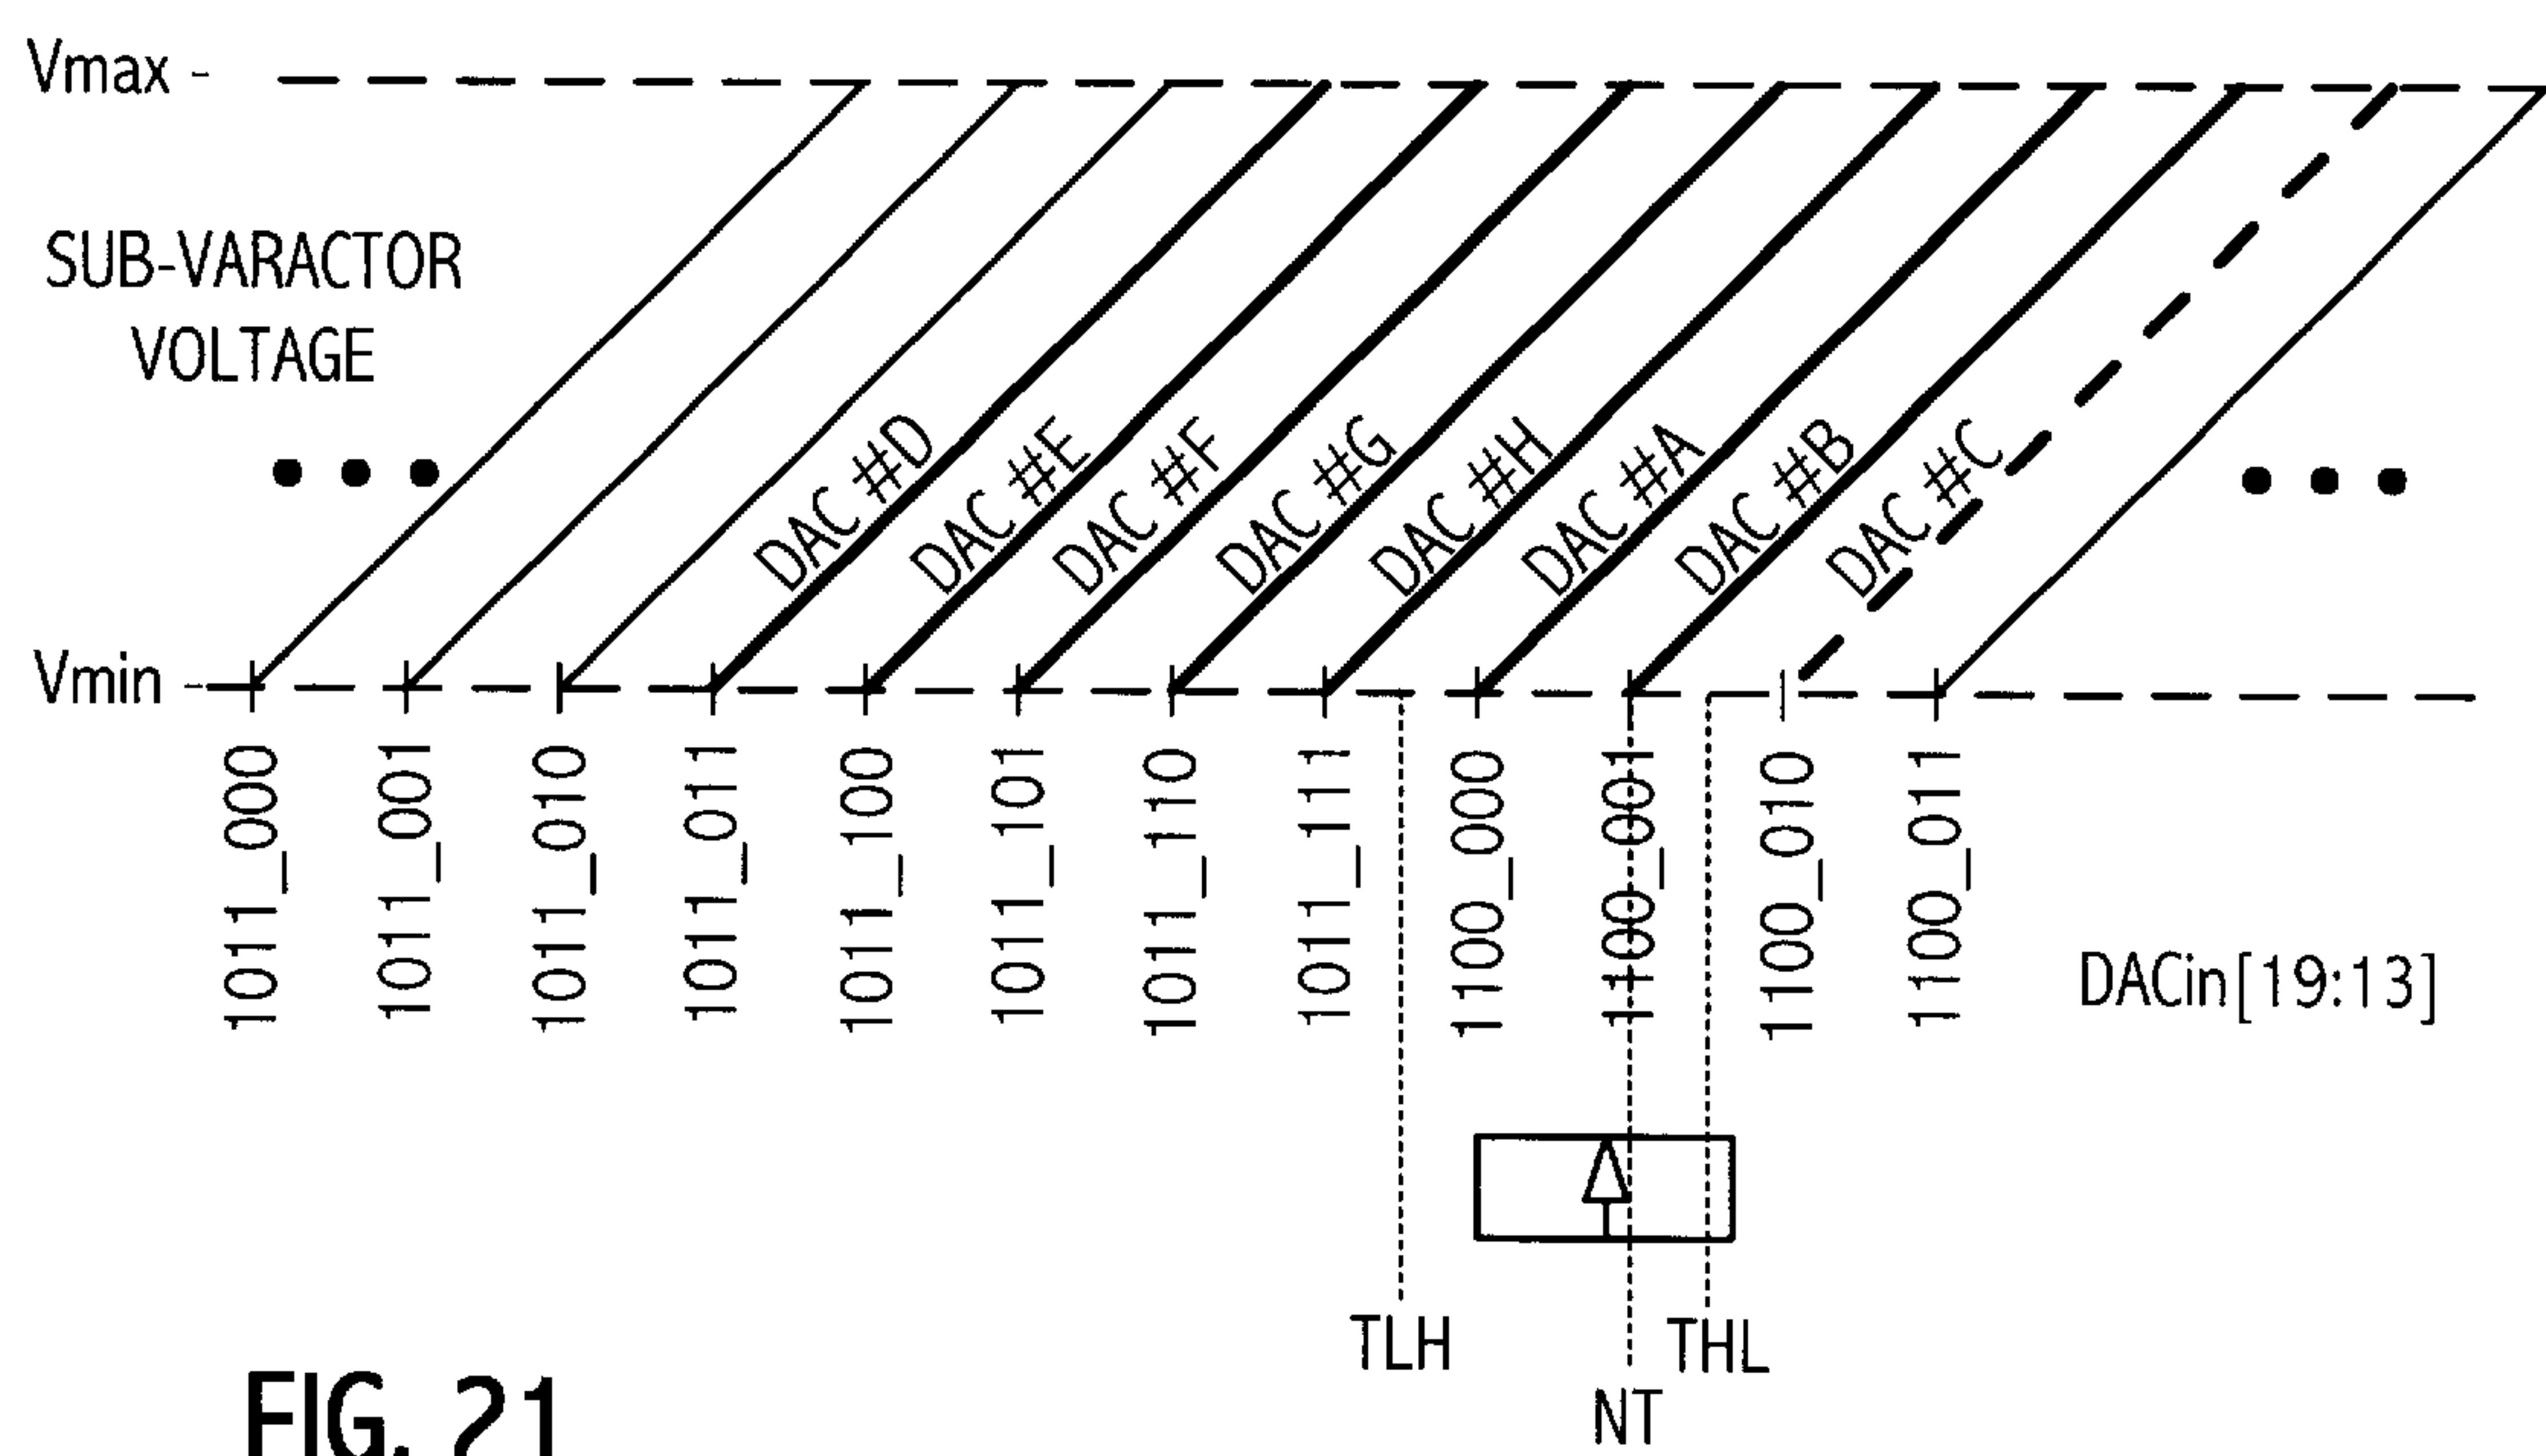 Vmax -
SUB-VARACTOR
VOLTAGE
DAC #D
DAC #E
DAC #F
DAC #G
DAC #H
DAC #A
DAC #B
DAC #C
Vmin -
1011_000
1011_001
1011_010
1011_011
1011_100
1011_101
1011_110
1011_111
1100_000
1100_001
1100_010
1100_011
DACin[19:13]
TLH
THL
NT
FIG. 21